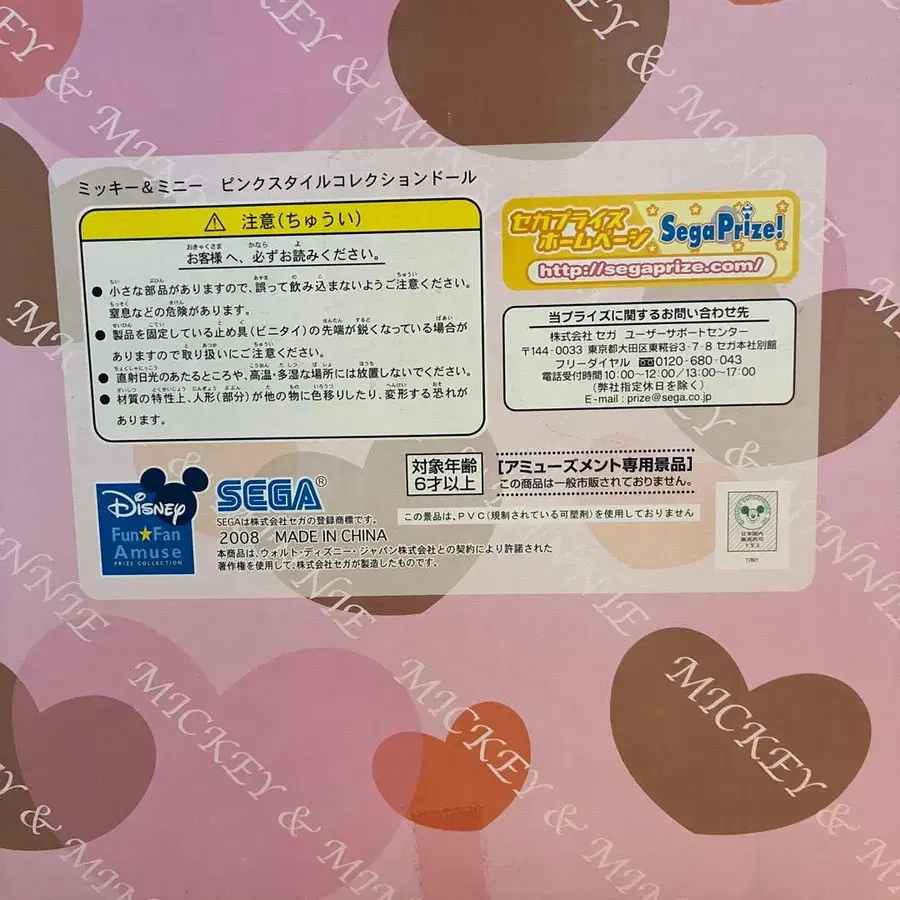 MICKEY & MINNIE
ミッキー&ミニー ピンクスタイルコレクションドール
⚠ 注意(ちゅうい)
お客様へ、必ずお読みください。
●小さな部品がありますので、誤って飲み込まないようご注意ください。
窒息などの危険があります。
●製品を固定している止め具(ビニタイ)の先端が鋭くなっている場合が
ありますので取り扱いにご注意ください。
●直射日光のあたるところや、高温・多湿な場所には放置しないでください。
●材質の特性上、人形(部分)が他の物に色移りしたり、変形する恐れが
あります。
セガプライズ
ホームページ
SegaPrize!
http://segaprize.com/
当プライズに関するお問い合わせ先
株式会社 セガ ユーザーサポートセンター
〒144-0033 東京都大田区東糀谷3-7-8 セガ本社別館
フリーダイヤル 0120-680-043
電話受付時間 10:00~12:00/13:00~17:00
(弊社指定休日を除く)
E-mail : prize@sega.co.jp
対象年齢
6才以上
[アミューズメント専用景品]
この商品は一般市販されておりません。
この景品は、PVC(規制されている可塑剤)を使用しておりません
Disney
Fun★Fan
Amuse
PRIZE COLLECTION
SEGA®
SEGAは株式会社セガの登録商標です。
2008 MADE IN CHINA
本商品は、ウォルト・ディズニー・ジャパン株式会社との契約により許諾された
著作権を使用して、株式会社セガが製造したものです。
日本国内
販売許可
17801
MICKEY & MINNIE
MICKEY & MINNIE